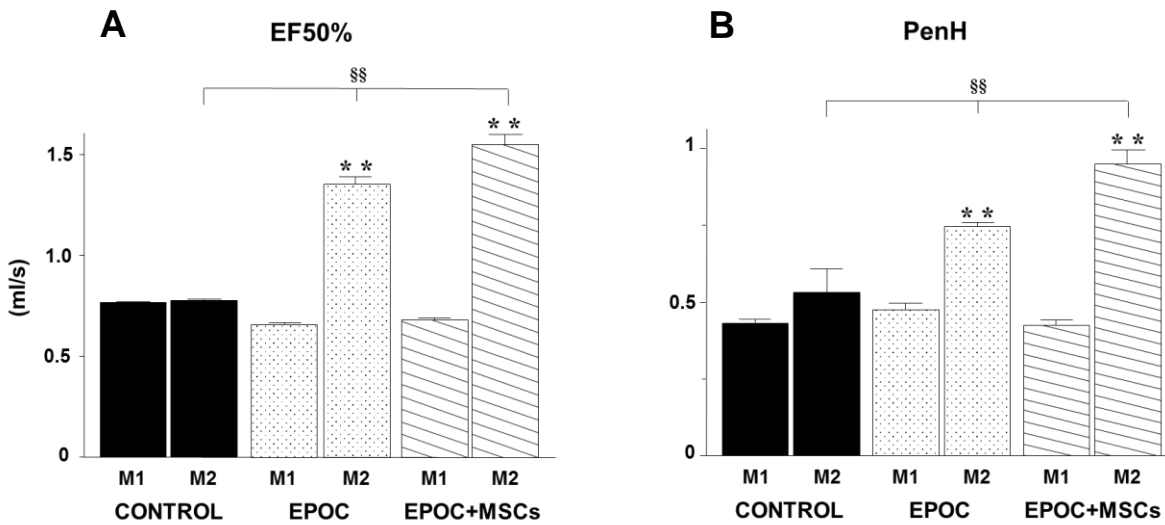 A
EF50%
§§
(ml/s)
1.5
1.0
0.5
0
* *
* *
M1 M2 M1 M2 M1 M2
CONTROL EPOC EPOC+MSCs
B
PenH
§§
1
0.5
0
* *
* *
M1 M2 M1 M2 M1 M2
CONTROL EPOC EPOC+MSCs